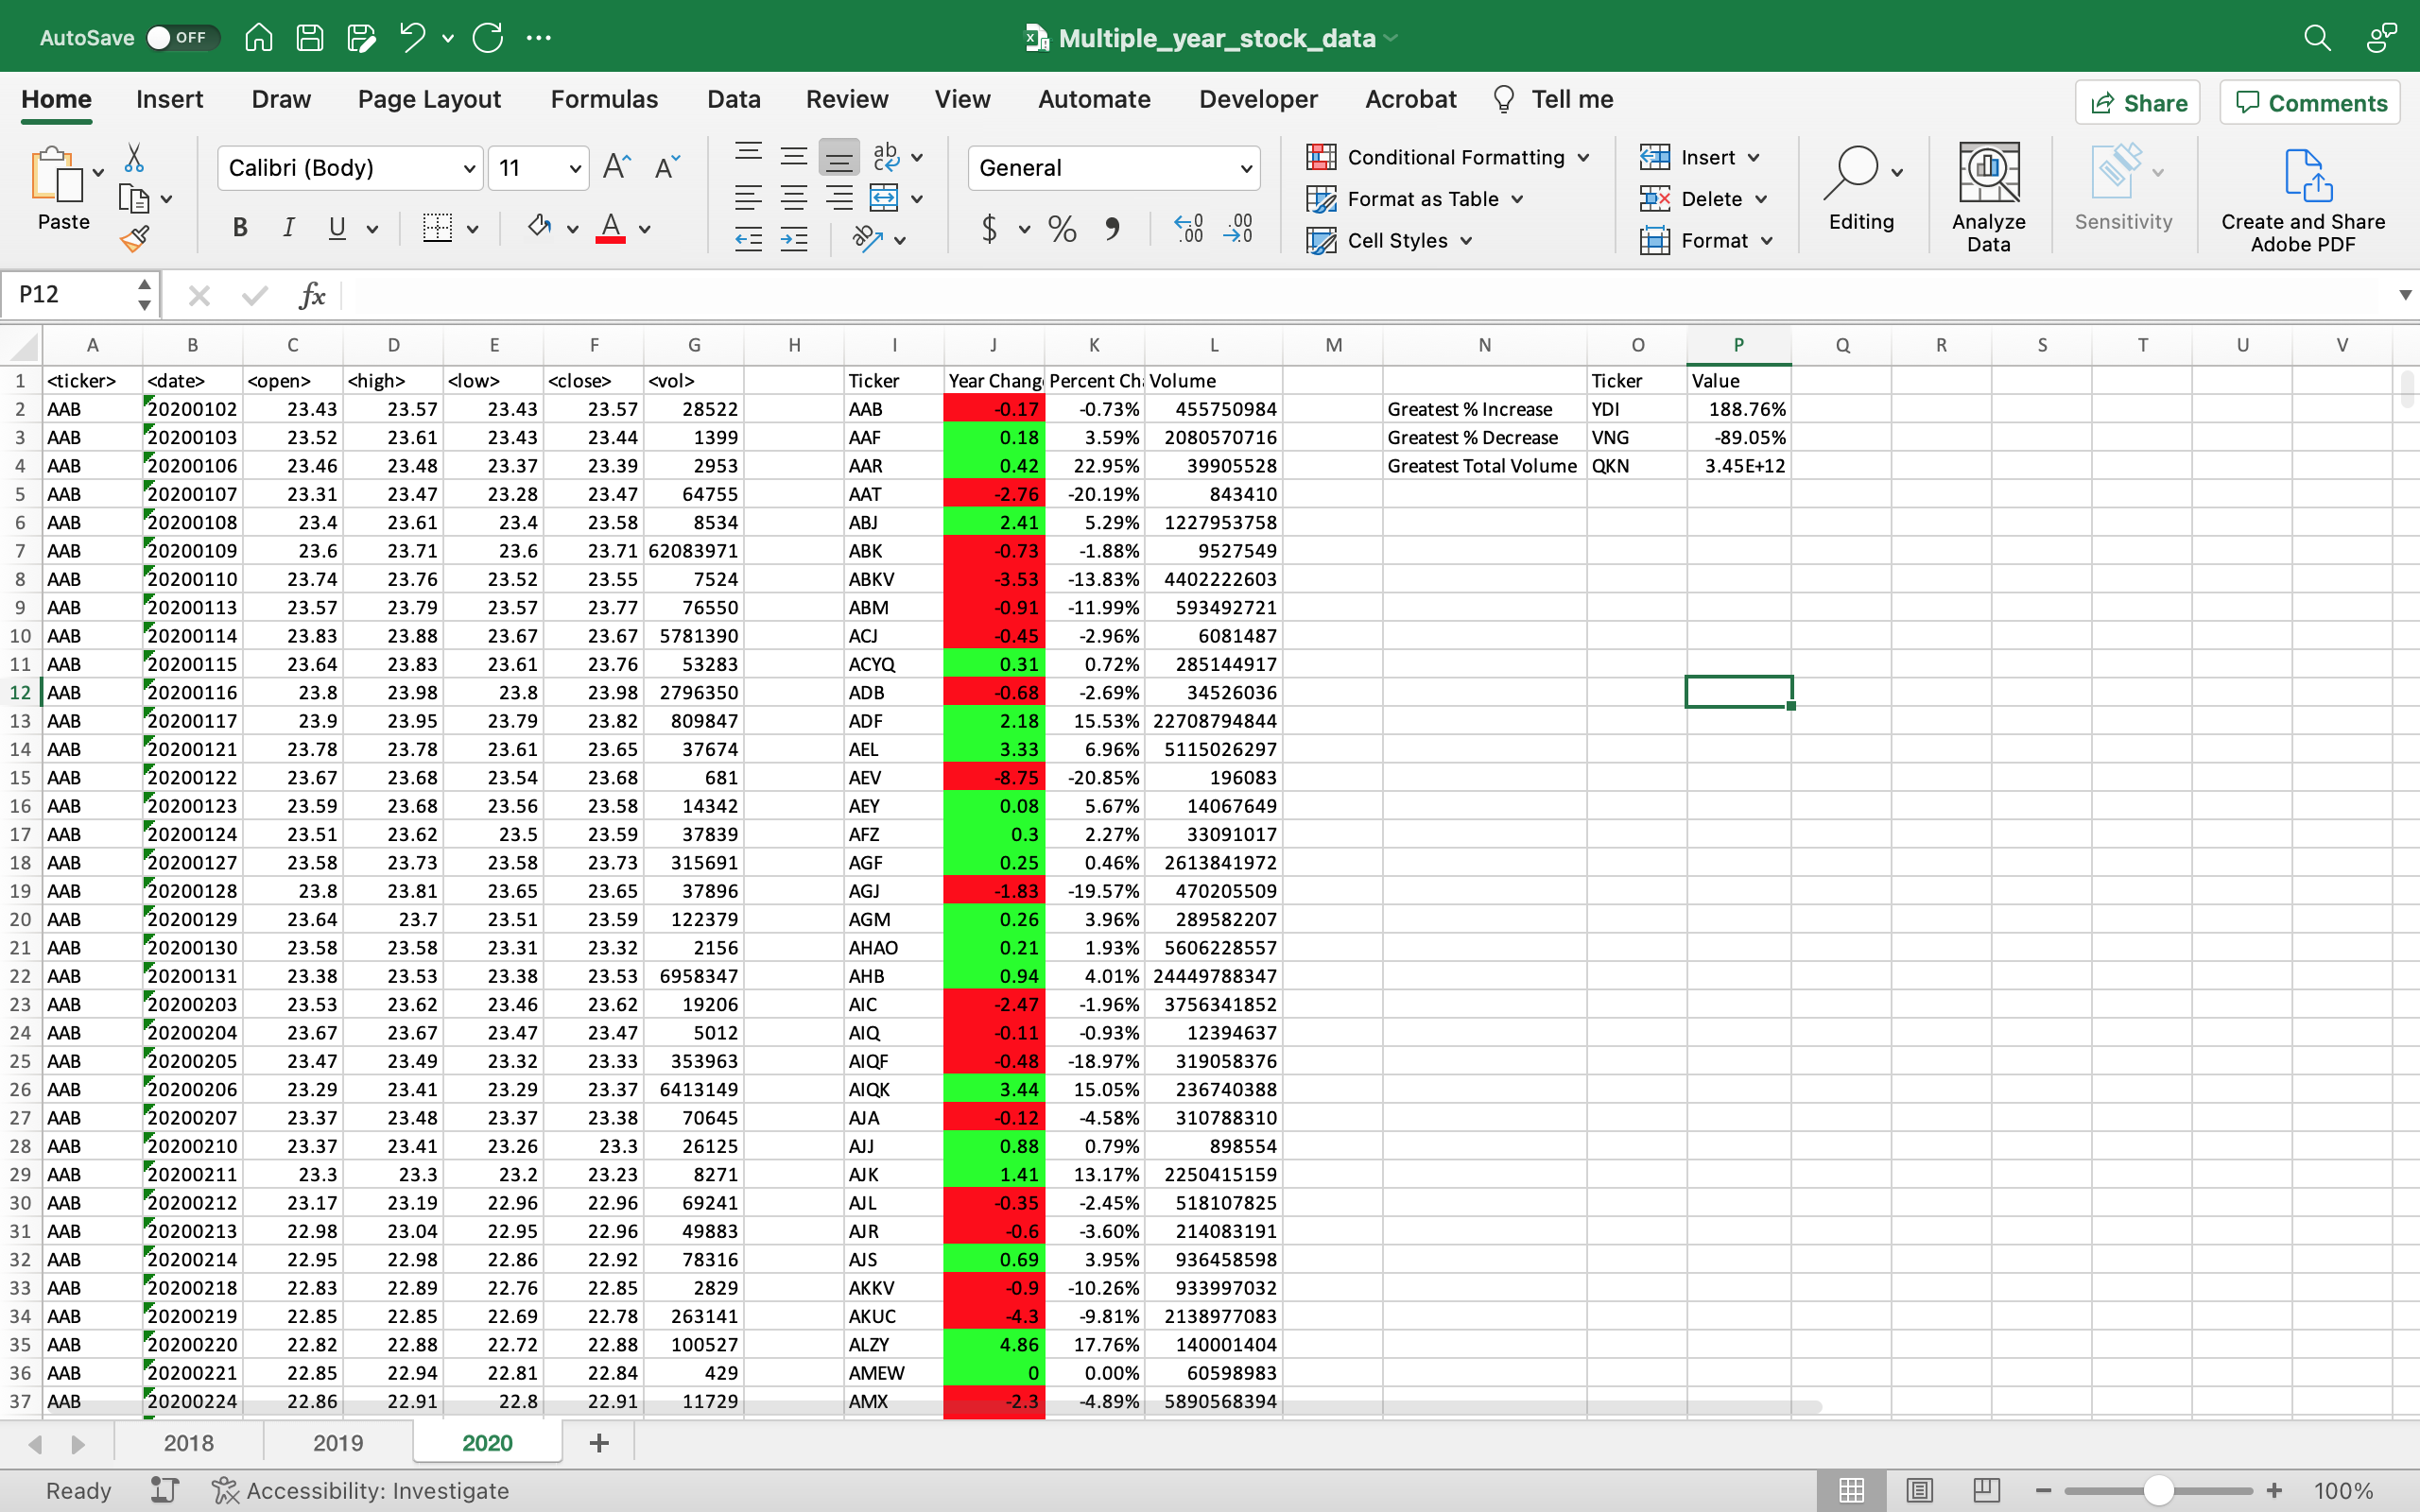 AutoSave OFF Multiple_year_stock_data
Home Insert Draw Page Layout Formulas Data Review View Automate Developer Acrobat Tell me Share Comments
Paste Calibri (Body) 11 General Conditional Formatting Format as Table Cell Styles Insert Delete Format Editing Analyze Data Sensitivity Create and Share Adobe PDF
P12 fx
A B C D E F G H I J K L M N O P Q R S T U V
1 <ticker> <date> <open> <high> <low> <close> <vol> Ticker Year Chang Percent Ch Volume Ticker Value
2 AAB 20200102 23.43 23.57 23.43 23.57 28522 AAB -0.17 -0.73% 455750984 Greatest % Increase YDI 188.76%
3 AAB 20200103 23.52 23.61 23.43 23.44 1399 AAF 0.18 3.59% 2080570716 Greatest % Decrease VNG -89.05%
4 AAB 20200106 23.46 23.48 23.37 23.39 2953 AAR 0.42 22.95% 39905528 Greatest Total Volume QKN 3.45E+12
5 AAB 20200107 23.31 23.47 23.28 23.47 64755 AAT -2.76 -20.19% 843410
6 AAB 20200108 23.4 23.61 23.4 23.58 8534 ABJ 2.41 5.29% 1227953758
7 AAB 20200109 23.6 23.71 23.6 23.71 62083971 ABK -0.73 -1.88% 9527549
8 AAB 20200110 23.74 23.76 23.52 23.55 7524 ABKV -3.53 -13.83% 4402222603
9 AAB 20200113 23.57 23.79 23.57 23.77 76550 ABM -0.91 -11.99% 593492721
10 AAB 20200114 23.83 23.88 23.67 23.67 5781390 ACJ -0.45 -2.96% 6081487
11 AAB 20200115 23.64 23.83 23.61 23.76 53283 ACYQ 0.31 0.72% 285144917
12 AAB 20200116 23.8 23.98 23.8 23.98 2796350 ADB -0.68 -2.69% 34526036
13 AAB 20200117 23.9 23.95 23.79 23.82 809847 ADF 2.18 15.53% 22708794844
14 AAB 20200121 23.78 23.78 23.61 23.65 37674 AEL 3.33 6.96% 5115026297
15 AAB 20200122 23.67 23.68 23.54 23.68 681 AEV -8.75 -20.85% 196083
16 AAB 20200123 23.59 23.68 23.56 23.58 14342 AEY 0.08 5.67% 14067649
17 AAB 20200124 23.51 23.62 23.5 23.59 37839 AFZ 0.3 2.27% 33091017
18 AAB 20200127 23.58 23.73 23.58 23.73 315691 AGF 0.25 0.46% 2613841972
19 AAB 20200128 23.8 23.81 23.65 23.65 37896 AGJ -1.83 -19.57% 470205509
20 AAB 20200129 23.64 23.7 23.51 23.59 122379 AGM 0.26 3.96% 289582207
21 AAB 20200130 23.58 23.58 23.31 23.32 2156 AHAO 0.21 1.93% 5606228557
22 AAB 20200131 23.38 23.53 23.38 23.53 6958347 AHB 0.94 4.01% 24449788347
23 AAB 20200203 23.53 23.62 23.46 23.62 19206 AIC -2.47 -1.96% 3756341852
24 AAB 20200204 23.67 23.67 23.47 23.47 5012 AIQ -0.11 -0.93% 12394637
25 AAB 20200205 23.47 23.49 23.32 23.33 353963 AIQF -0.48 -18.97% 319058376
26 AAB 20200206 23.29 23.41 23.29 23.37 6413149 AIQK 3.44 15.05% 236740388
27 AAB 20200207 23.37 23.48 23.37 23.38 70645 AJA -0.12 -4.58% 310788310
28 AAB 20200210 23.37 23.41 23.26 23.3 26125 AJJ 0.88 0.79% 898554
29 AAB 20200211 23.3 23.3 23.2 23.23 8271 AJK 1.41 13.17% 2250415159
30 AAB 20200212 23.17 23.19 22.96 22.96 69241 AJL -0.35 -2.45% 518107825
31 AAB 20200213 22.98 23.04 22.95 22.96 49883 AJR -0.6 -3.60% 214083191
32 AAB 20200214 22.95 22.98 22.86 22.92 78316 AJS 0.69 3.95% 936458598
33 AAB 20200218 22.83 22.89 22.76 22.85 2829 AKKV -0.9 -10.26% 933997032
34 AAB 20200219 22.85 22.85 22.69 22.78 263141 AKUC -4.3 -9.81% 2138977083
35 AAB 20200220 22.82 22.88 22.72 22.88 100527 ALZY 4.86 17.76% 140001404
36 AAB 20200221 22.85 22.94 22.81 22.84 429 AMEW 0 0.00% 60598983
37 AAB 20200224 22.86 22.91 22.8 22.91 11729 AMX -2.3 -4.89% 5890568394
2018 2019 2020 +
Ready Accessibility: Investigate 100%